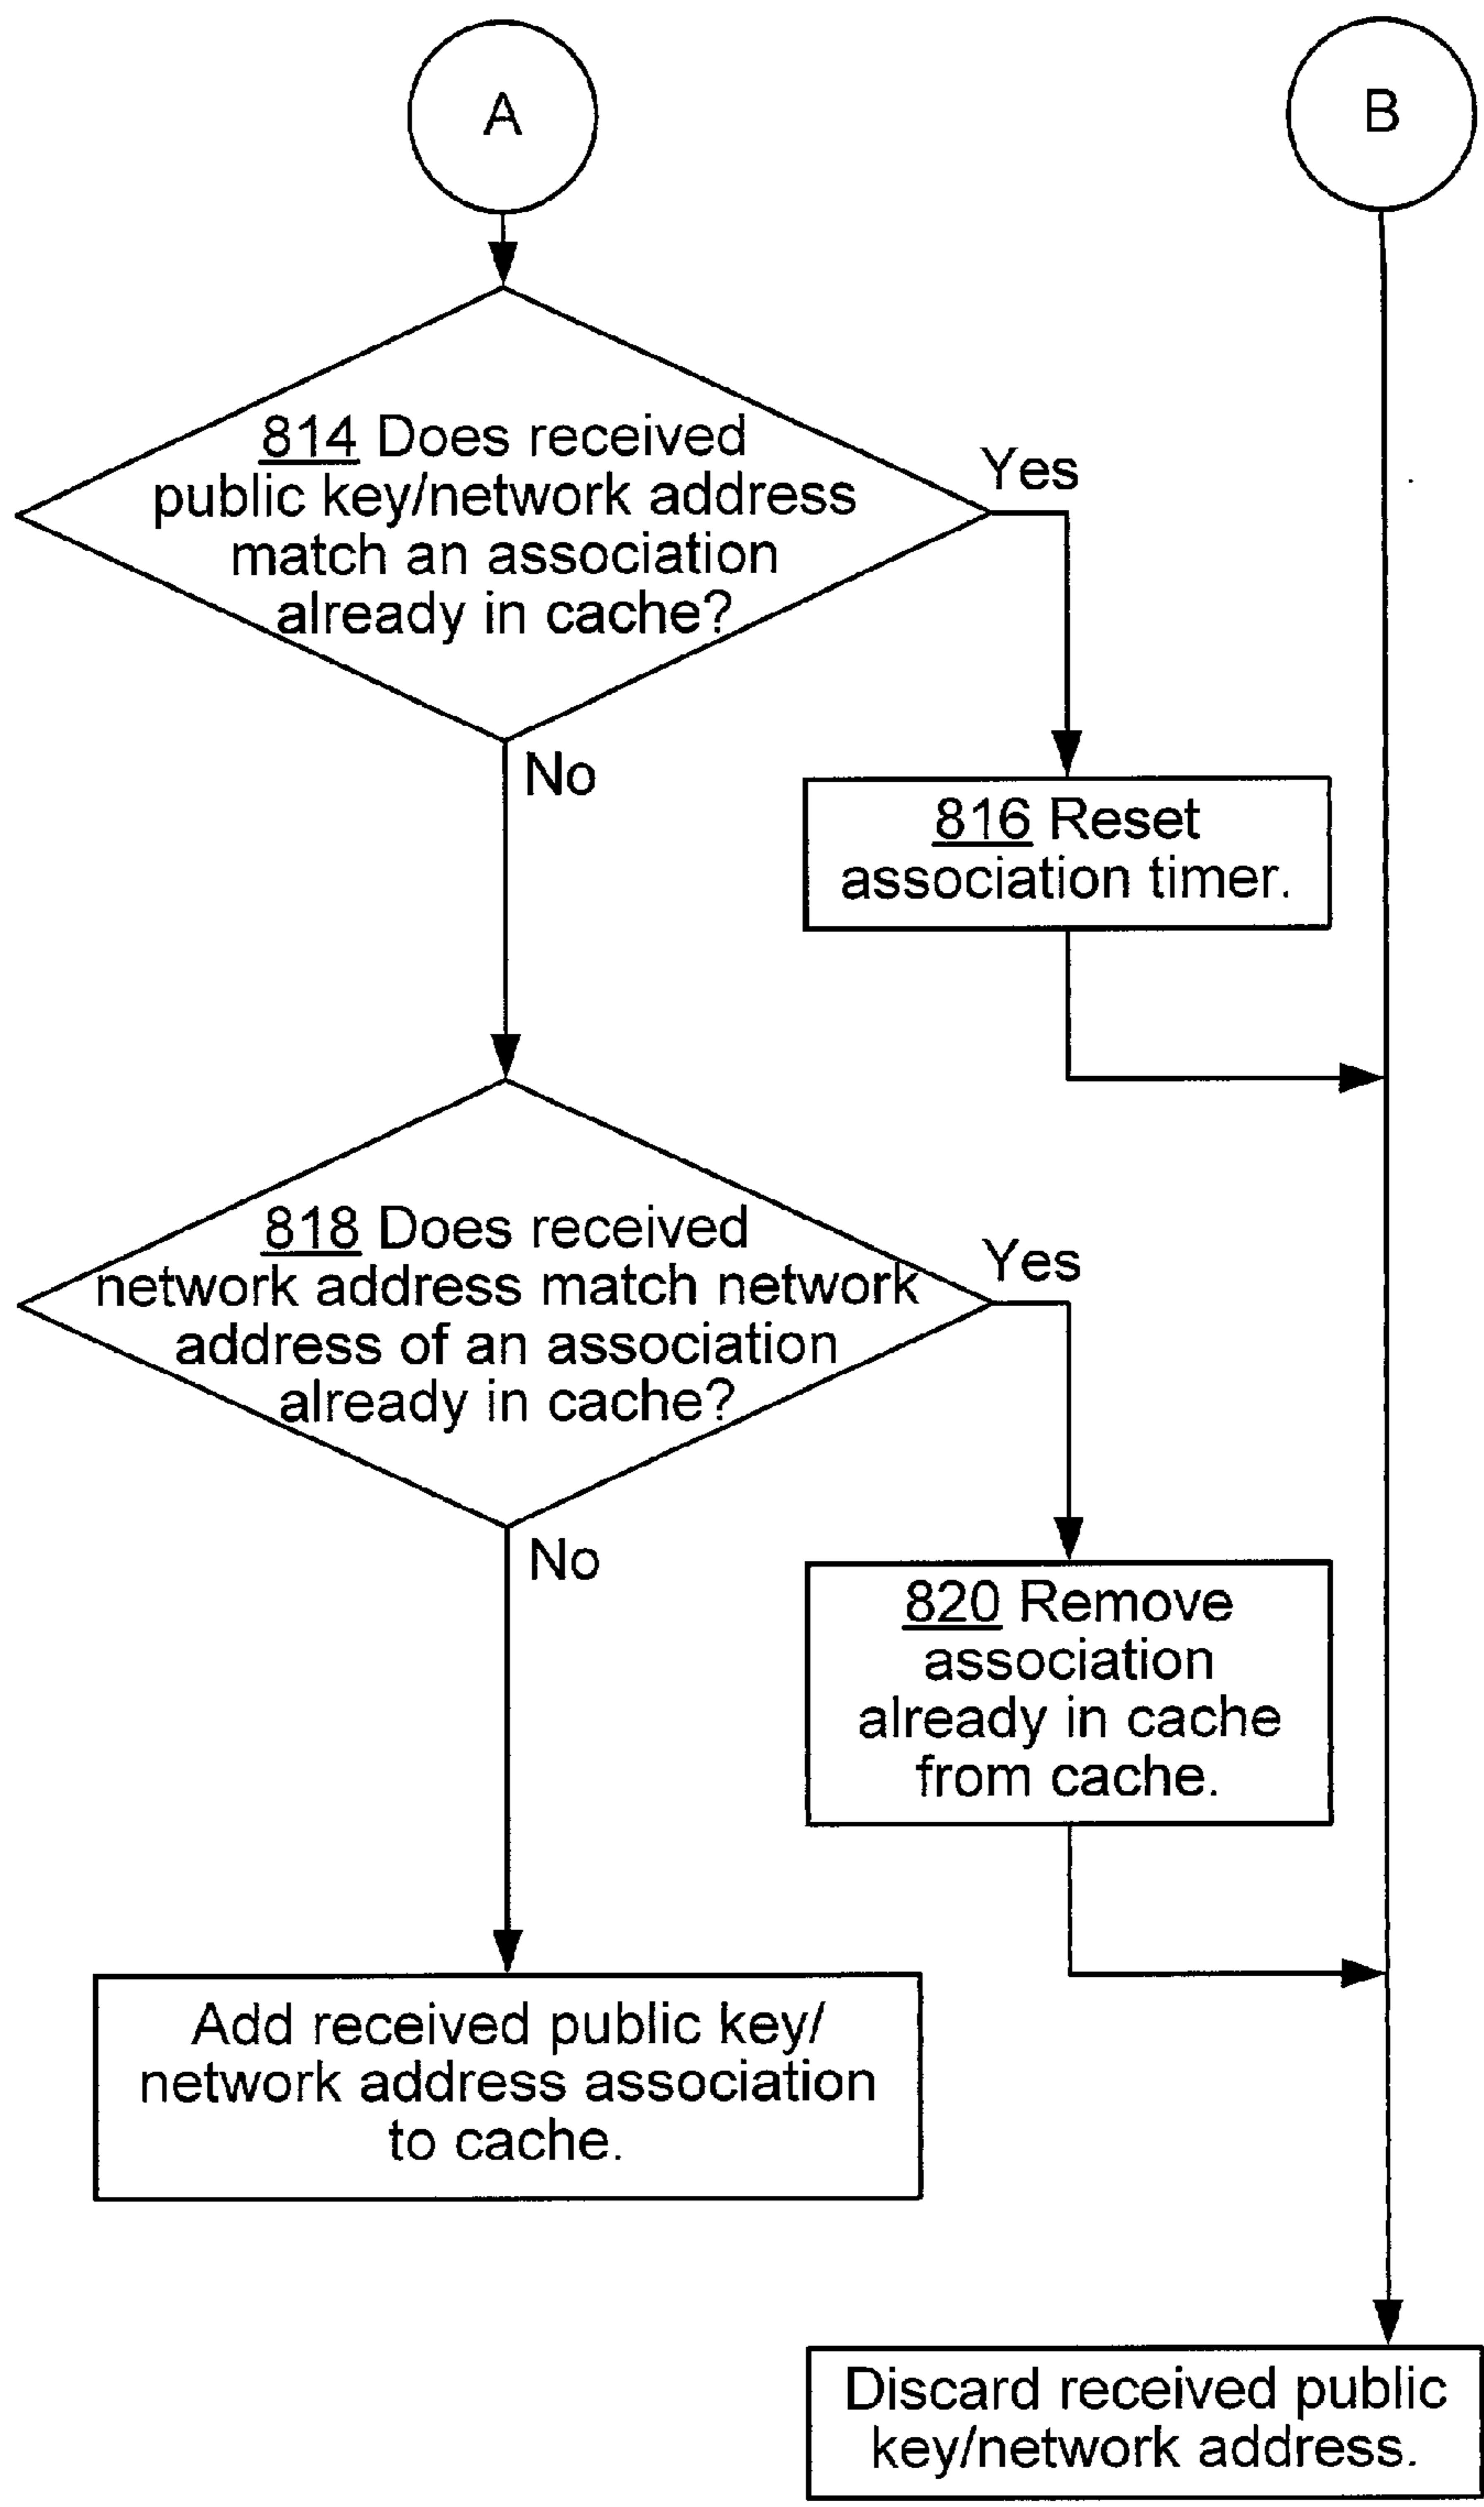 A
B
814 Does received
public key/network address
match an association
already in cache?
Yes
No
816 Reset
association timer.
818 Does received
network address match network
address of an association
already in cache?
Yes
No
820 Remove
association
already in cache
from cache.
Add received public key/
network address association
to cache.
Discard received public
key/network address.